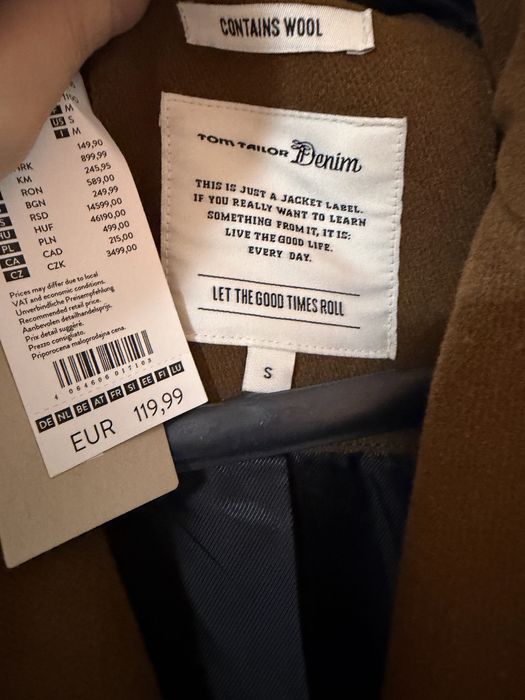 CONTAINS WOOL
TOM TAILOR Denim
THIS IS JUST A JACKET LABEL.
IF YOU REALLY WANT TO LEARN
SOMETHING FROM IT, IT IS:
LIVE THE GOOD LIFE.
EVERY DAY.
LET THE GOOD TIMES ROLL
S
M
US S
I M
149,90
899,99
KM 245,95
RON 589,00
BGN 249,99
RSD 14599,00
HU HUF 46190,00
PL PLN 499,00
CA CAD 215,00
CZ CZK 3499,00
Prices may differ due to local
VAT and economic conditions.
Unverbindliche Preisempfehlung.
Recommended retail price.
Aanbevolen detailhandelsprijs.
Prix detail suggéré.
Prezzo consigliato.
Priporocena maloprodajna cena.
4 064606 017103
DE NL BE AT FR SI EE FI LU
EUR 119,99